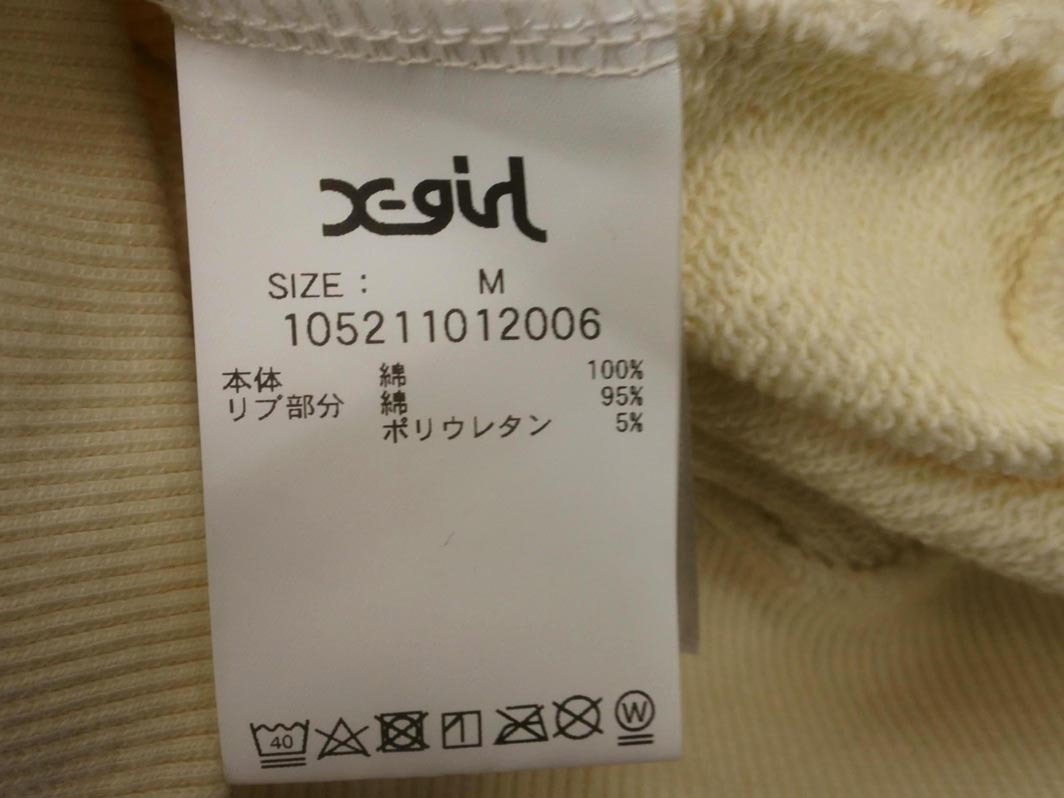 X-girl
SIZE : M
105211012006
本体 綿 100%
リブ部分 綿 95%
ポリウレタン 5%
40 W